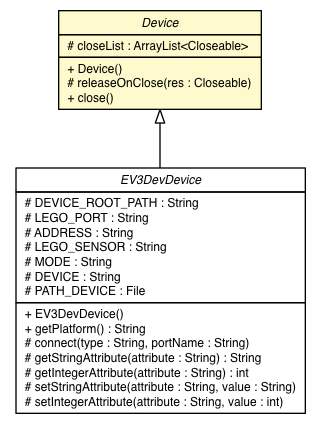 Device
# closeList : ArrayList<Closeable>
+ Device()
# releaseOnClose(res : Closeable)
+ close()
EV3DevDevice
# DEVICE_ROOT_PATH : String
# LEGO_PORT : String
# ADDRESS : String
# LEGO_SENSOR : String
# MODE : String
# DEVICE : String
# PATH_DEVICE : File
+ EV3DevDevice()
+ getPlatform() : String
# connect(type : String, portName : String)
# getStringAttribute(attribute : String) : String
# getIntegerAttribute(attribute : String) : int
# setStringAttribute(attribute : String, value : String)
# setIntegerAttribute(attribute : String, value : int)